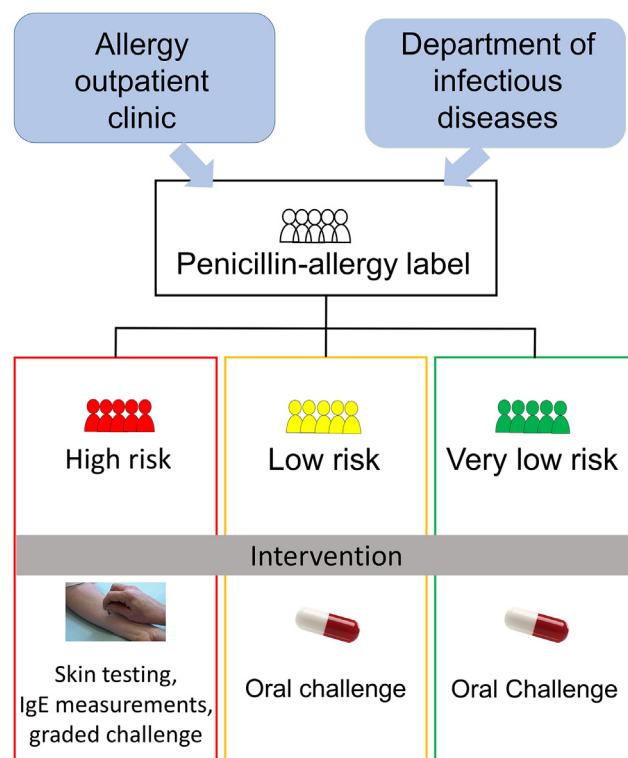 Allergy
outpatient
clinic
Department of
infectious
diseases
Penicillin-allergy label
High risk
Low risk
Very low risk
Intervention
Skin testing,
IgE measurements,
graded challenge
Oral challenge
Oral Challenge